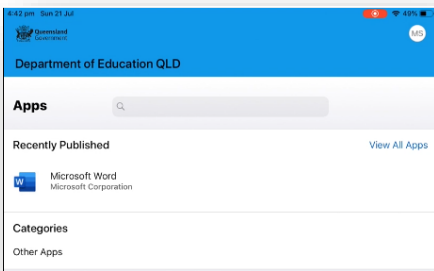 4:42 pm Sun 21 Jul
49%
Queensland
Government
MS
Department of Education QLD
Apps
Recently Published
View All Apps
W
Microsoft Word
Microsoft Corporation
Categories
Other Apps